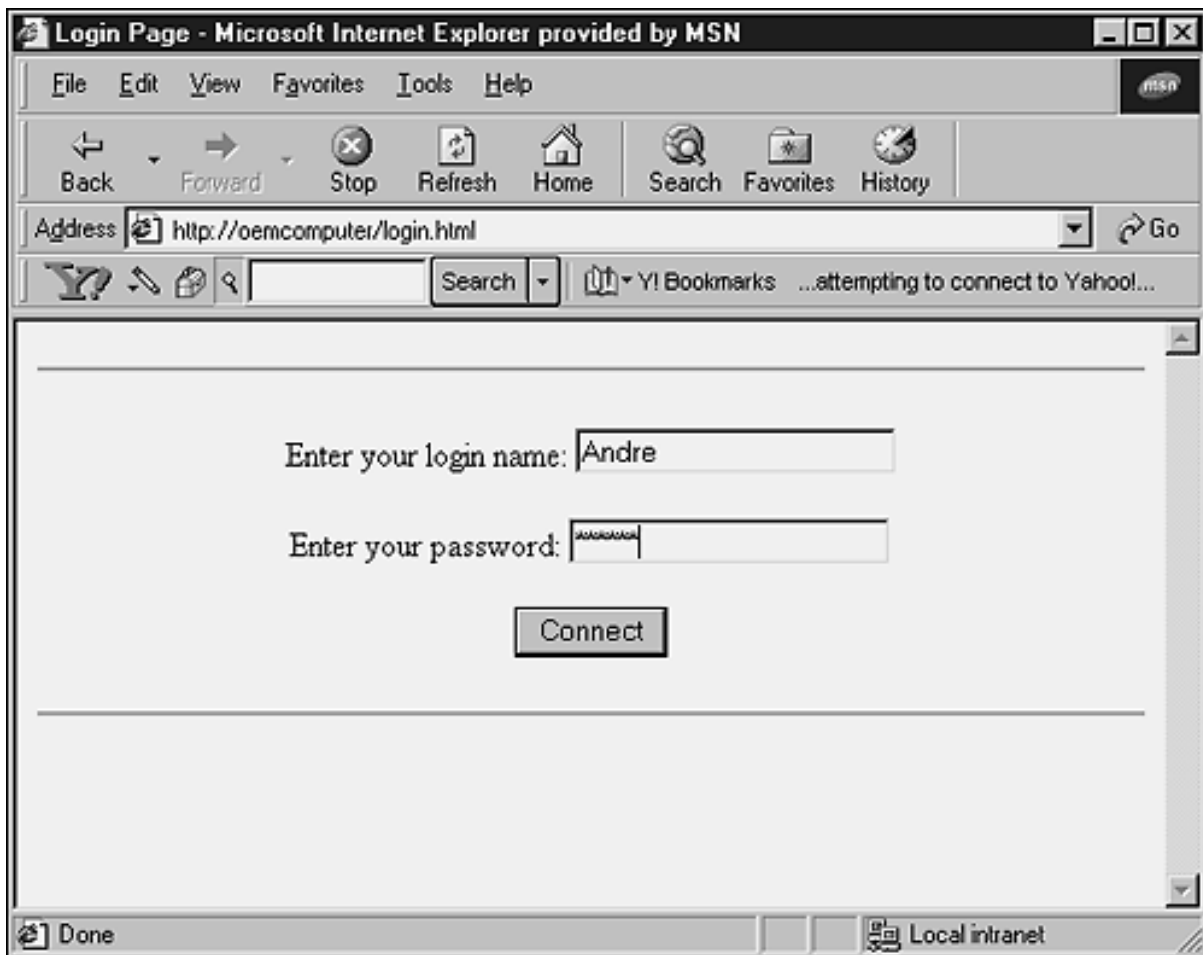 Login Page - Microsoft Internet Explorer provided by MSN
File Edit View Favorites Tools Help
msn
Back Forward Stop Refresh Home Search Favorites History
Address http://oemcomputer/login.html Go
Y! Search Y! Bookmarks ...attempting to connect to Yahoo!...
Enter your login name: Andre
Enter your password: *******
Connect
Done Local intranet